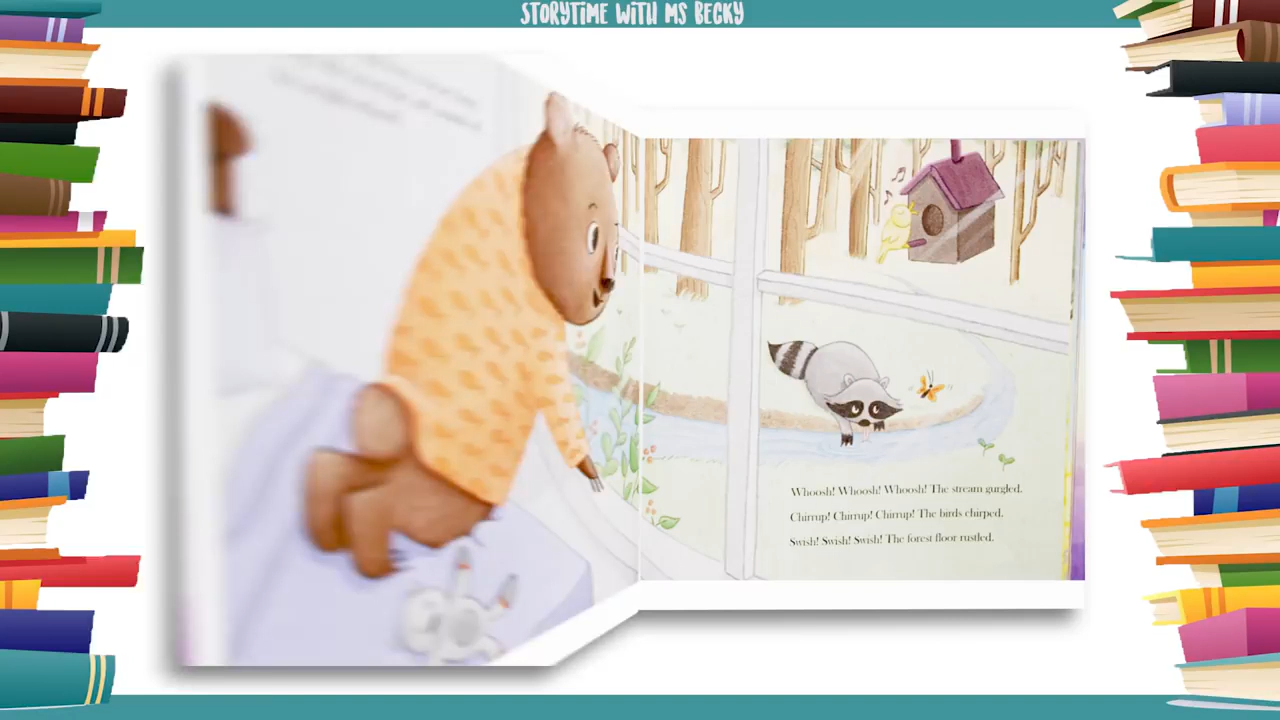 STORYTIME WITH MS BECKY
Whoosh! Whoosh! Whoosh! The stream gurgled.
Chirrup! Chirrup! Chirrup! The birds chirped.
Swish! Swish! Swish! The forest floor rustled.